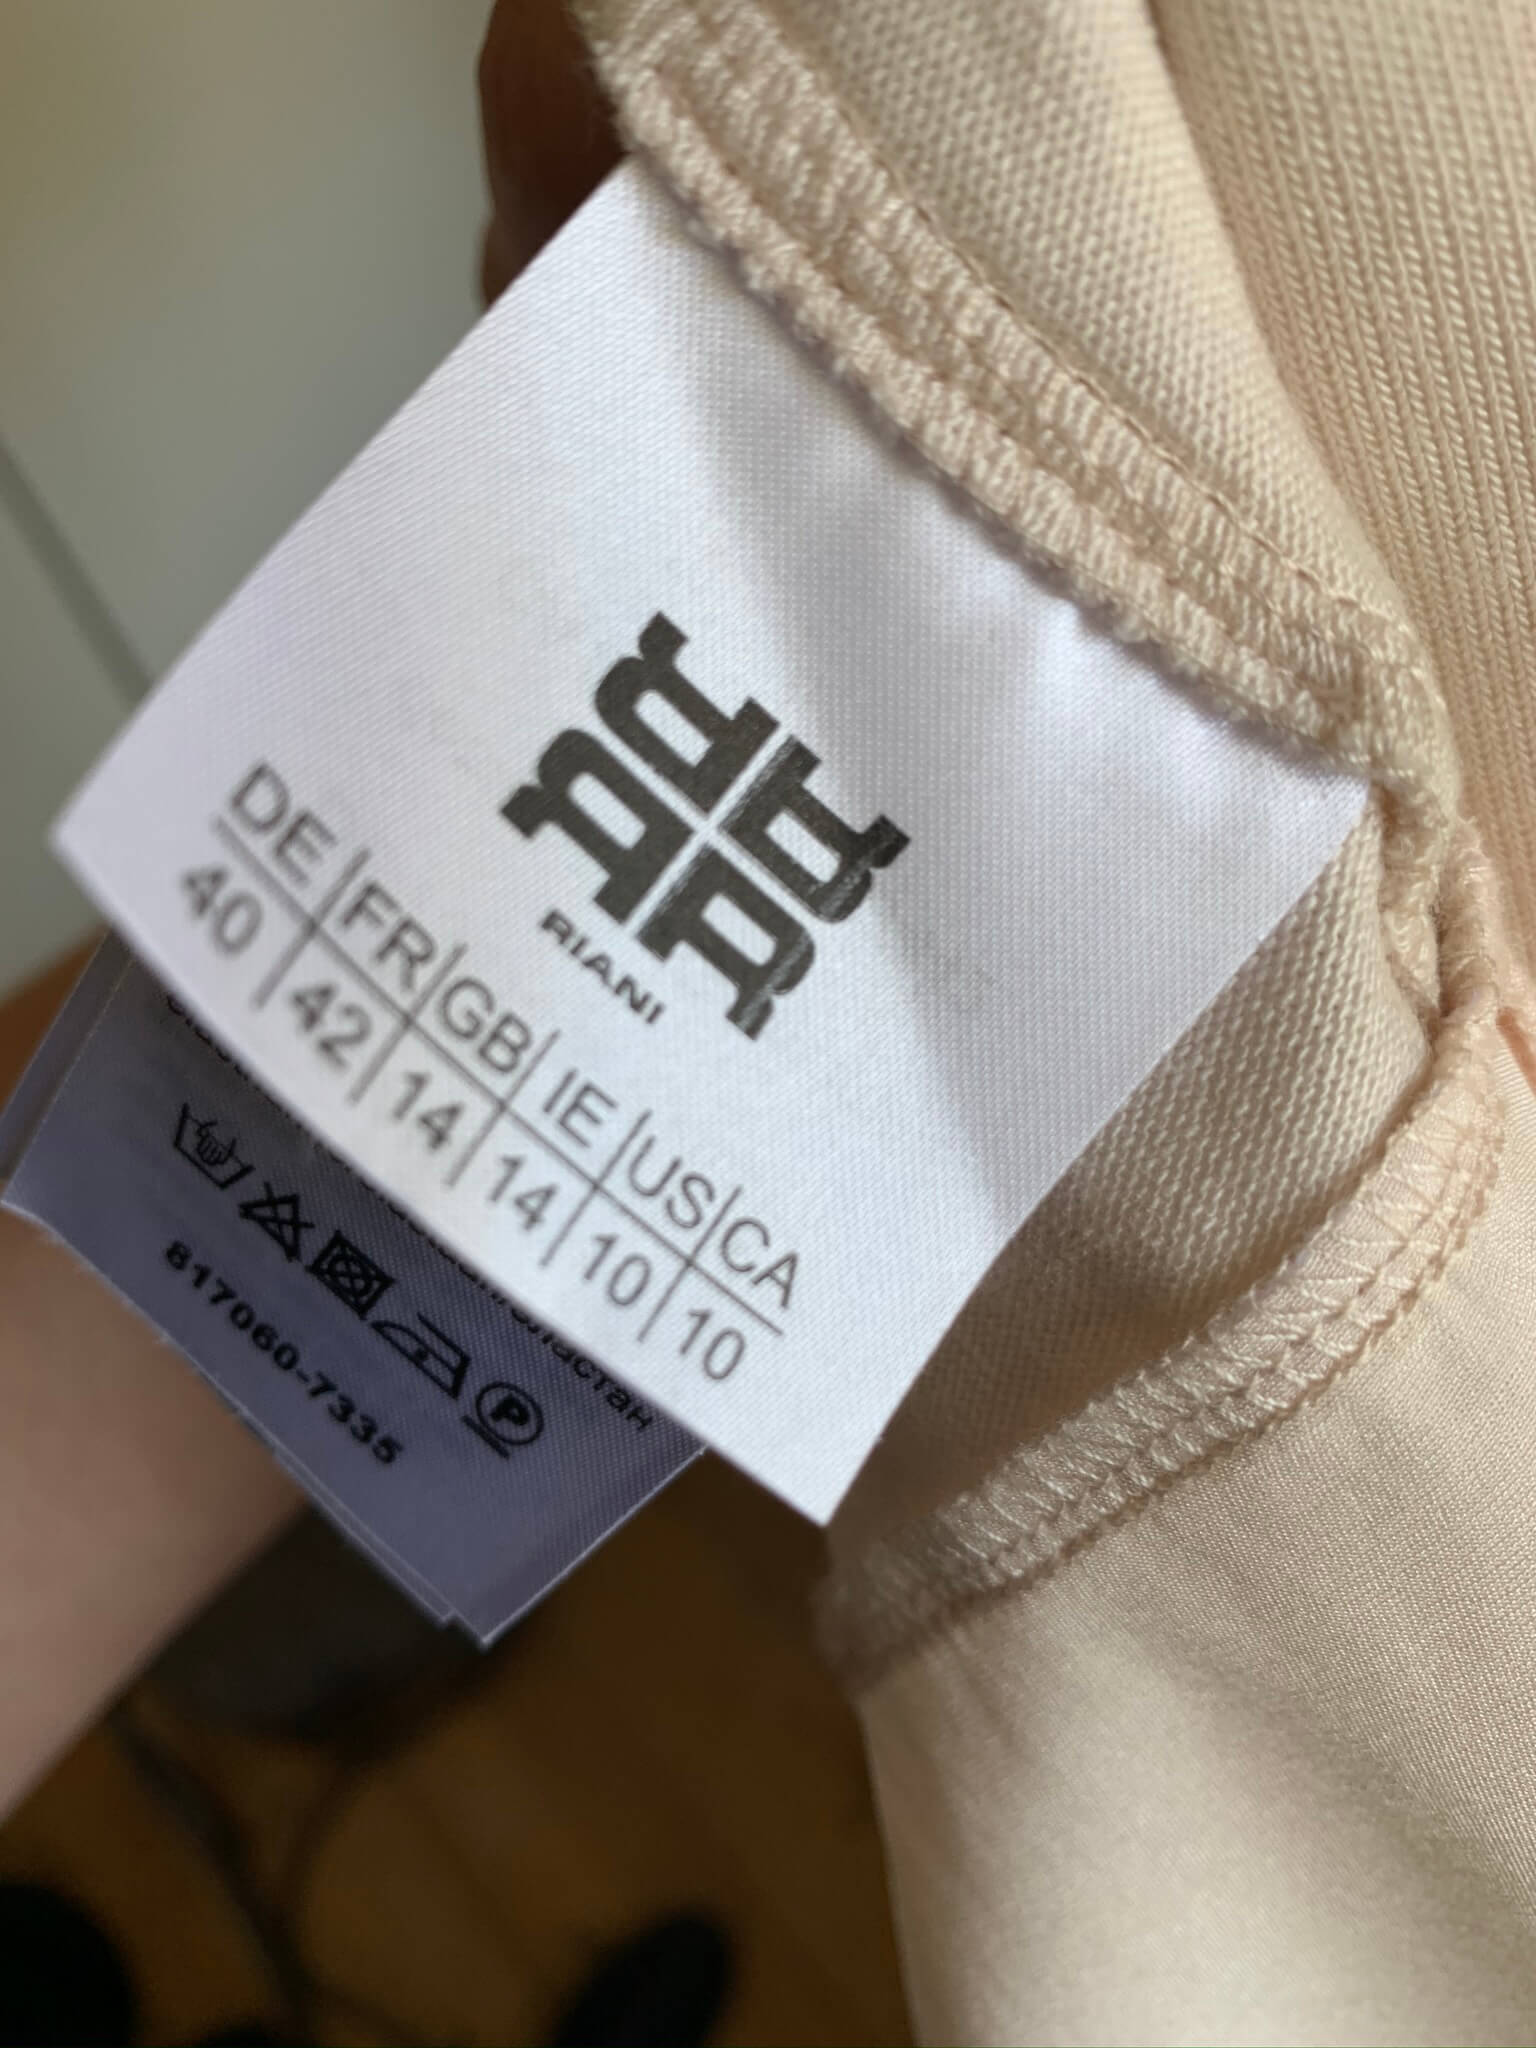 RIANI
DE | FR | GB | IE | US | CA
40 | 42 | 14 | 14 | 10 | 10
P
817060-7335